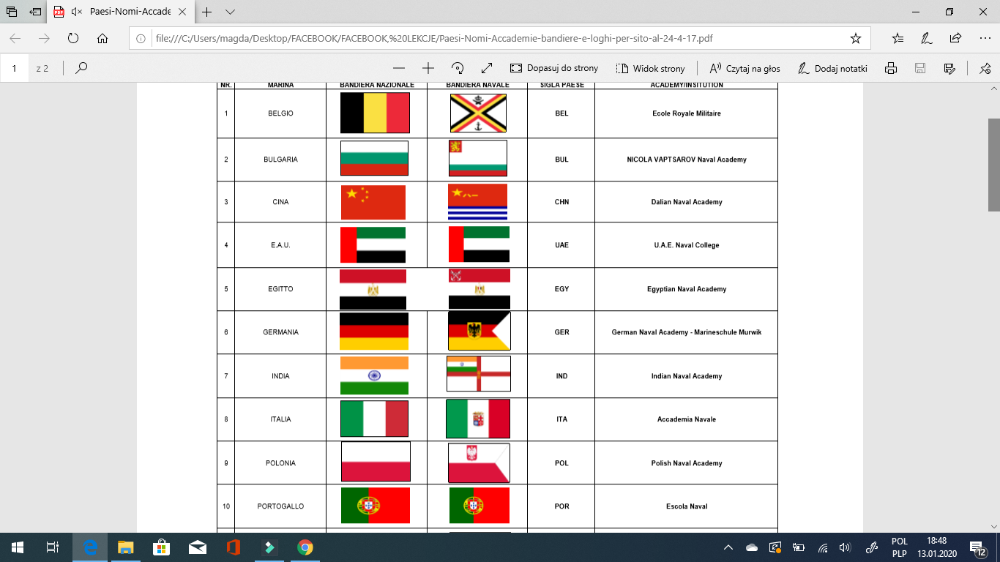 Paesi-Nomi-Accade
file:///C:/Users/magda/Desktop/FACEBOOK/FACEBOOK,%20LEKCJE/Paesi-Nomi-Accademie-bandiere-e-loghi-per-sito-al-24-4-17.pdf
1 z 2 Dopasuj do strony Widok strony Czytaj na głos Dodaj notatki
NR. MARINA BANDIERA NAZIONALE BANDIERA NAVALE SIGLA PAESE ACADEMY/INSITUTION
1 BELGIO BEL Ecole Royale Militaire
2 BULGARIA BUL NICOLA VAPTSAROV Naval Academy
3 CINA CHN Dalian Naval Academy
4 E.A.U. UAE U.A.E. Naval College
5 EGITTO EGY Egyptian Naval Academy
6 GERMANIA GER German Naval Academy - Marineschule Murwik
7 INDIA IND Indian Naval Academy
8 ITALIA ITA Accademia Navale
9 POLONIA POL Polish Naval Academy
10 PORTOGALLO POR Escola Naval
POL 18:48
PLP 13.01.2020 12